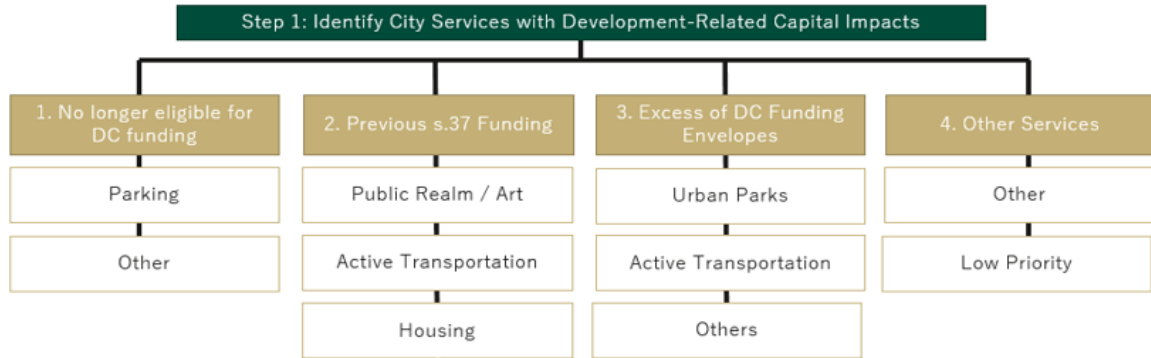 Step 1: Identify City Services with Development-Related Capital Impacts
1. No longer eligible for
DC funding
Parking
Other
2. Previous s.37 Funding
Public Realm / Art
Active Transportation
Housing
3. Excess of DC Funding
Envelopes
Urban Parks
Active Transportation
Others
4. Other Services
Other
Low Priority